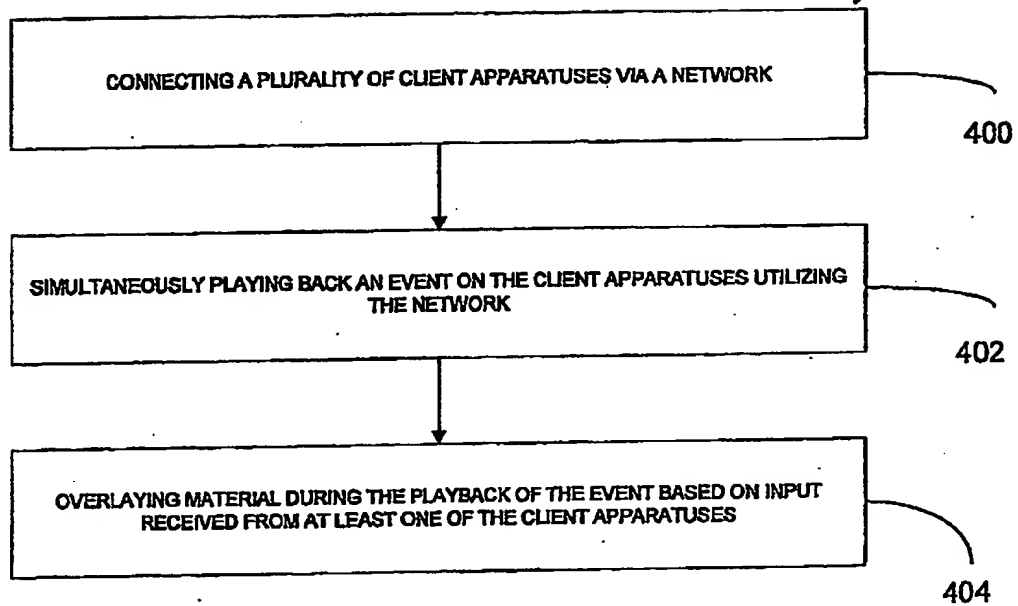 CONNECTING A PLURALITY OF CLIENT APPARATUSES VIA A NETWORK
400
SIMULTANEOUSLY PLAYING BACK AN EVENT ON THE CLIENT APPARATUSES UTILIZING
THE NETWORK
402
OVERLAYING MATERIAL DURING THE PLAYBACK OF THE EVENT BASED ON INPUT
RECEIVED FROM AT LEAST ONE OF THE CLIENT APPARATUSES
404